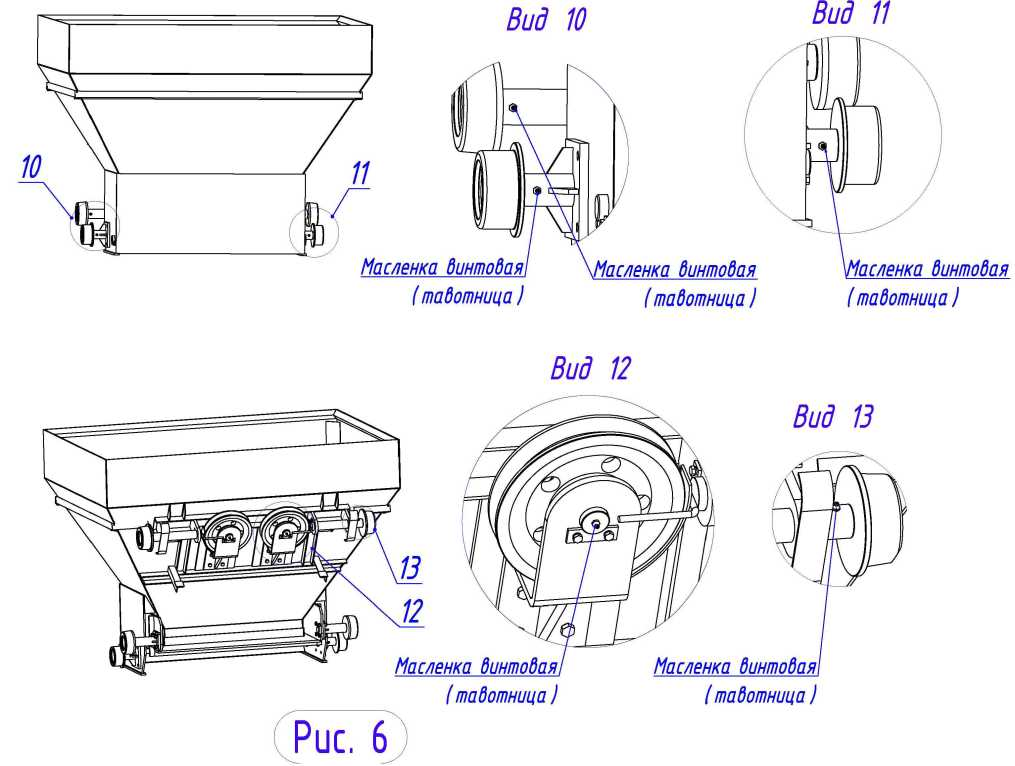 Вид 10
Вид 11
10
11
Масленка винтовая
(тавотница)
Масленка винтовая
(тавотница)
Масленка винтовая
(тавотница)
Вид 12
Вид 13
13
12
Масленка винтовая
(тавотница)
Масленка винтовая
(тавотница)
Рис. 6